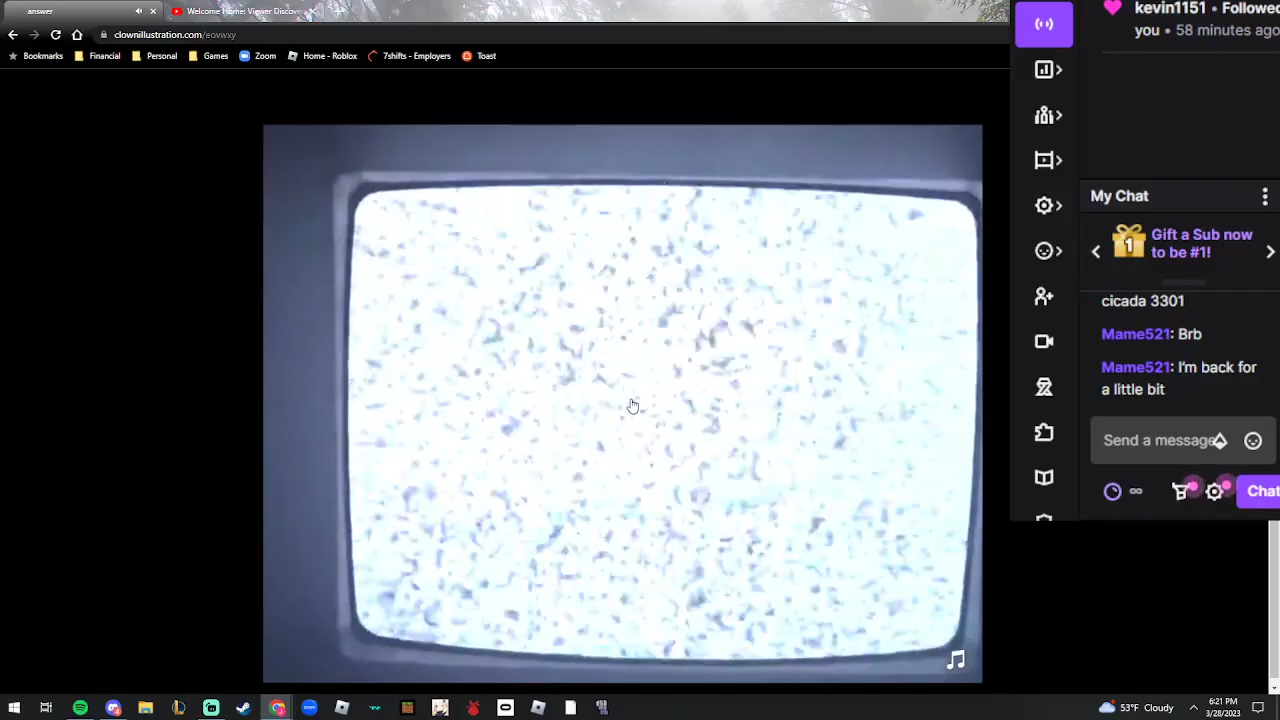 answer
Welcome Home: Viewer Discov
clownillustration.com/eovwxy
Bookmarks
Financial
Personal
Games
Zoom
Home - Roblox
7shifts - Employers
Toast
kevin1151 • Followed
you • 58 minutes ago
My Chat
1
Gift a Sub now
to be #1!
cicada 3301
Mame521: Brb
Mame521: I'm back for
a little bit
Send a message
Chat
53°F Cloudy
6:21 PM
3/28/2023